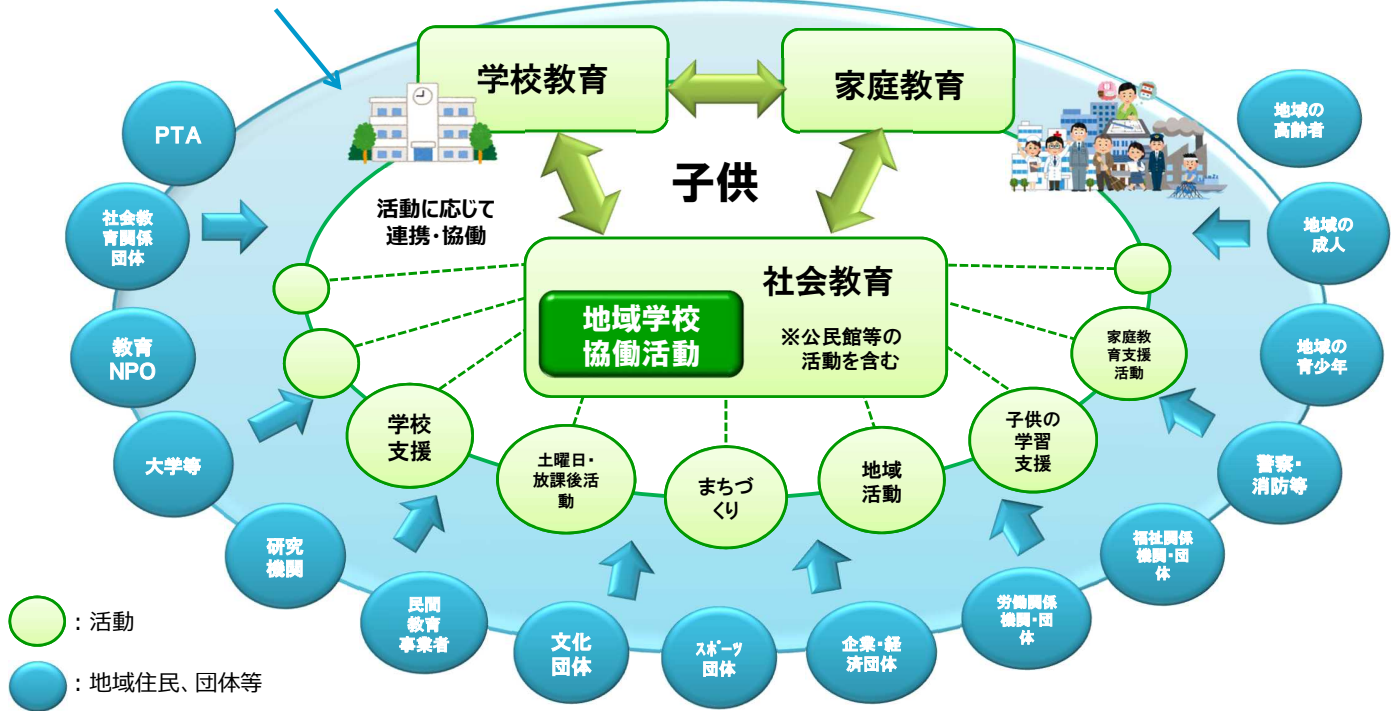 学校教育
家庭教育
PTA
地域の
高齢者
子供
社会教
育関係
団体
活動に応じて
連携・協働
地域の
成人
社会教育
地域学校
協働活動
※公民館等の
活動を含む
教育
NPO
家庭教
育支援
活動
地域の
青少年
学校
支援
土曜日・
放課後活
動
まちづ
くり
地域
活動
子供の
学習
支援
大学等
警察・
消防等
研究
機関
福祉関係
機関・団
体
民間
教育
事業者
文化
団体
スポーツ
団体
企業・経
済団体
労働関係
機関・団
体
：活動
：地域住民、団体等